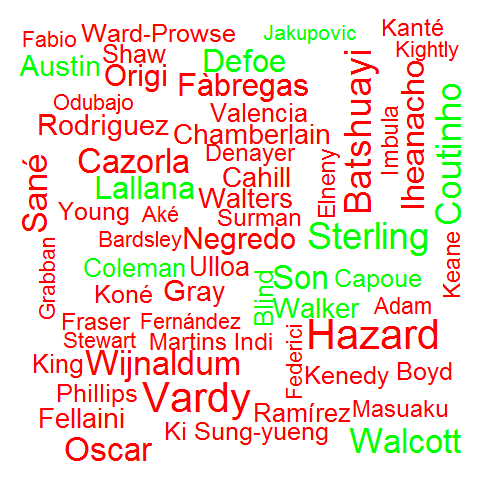 Fabio
Ward-Prowse
Jakupovic
Kanté
Kightly
Austin
Shaw
Origi
Defoe
Fàbregas
Batshuayi
Iheanacho
Coutinho
Odubajo
Rodriguez
Valencia
Chamberlain
Imbula
Sané
Cazorla
Denayer
Cahill
Elneny
Lallana
Walters
Young
Aké
Surman
Bardsley
Negredo
Sterling
Keane
Grabban
Coleman
Ulloa
Blind
Son
Capoue
Koné
Gray
Walker
Adam
Fraser
Fernández
Federici
Hazard
Stewart
Martins Indi
King
Wijnaldum
Kenedy
Boyd
Phillips
Vardy
Ramírez
Masuaku
Fellaini
Ki Sung-yueng
Walcott
Oscar